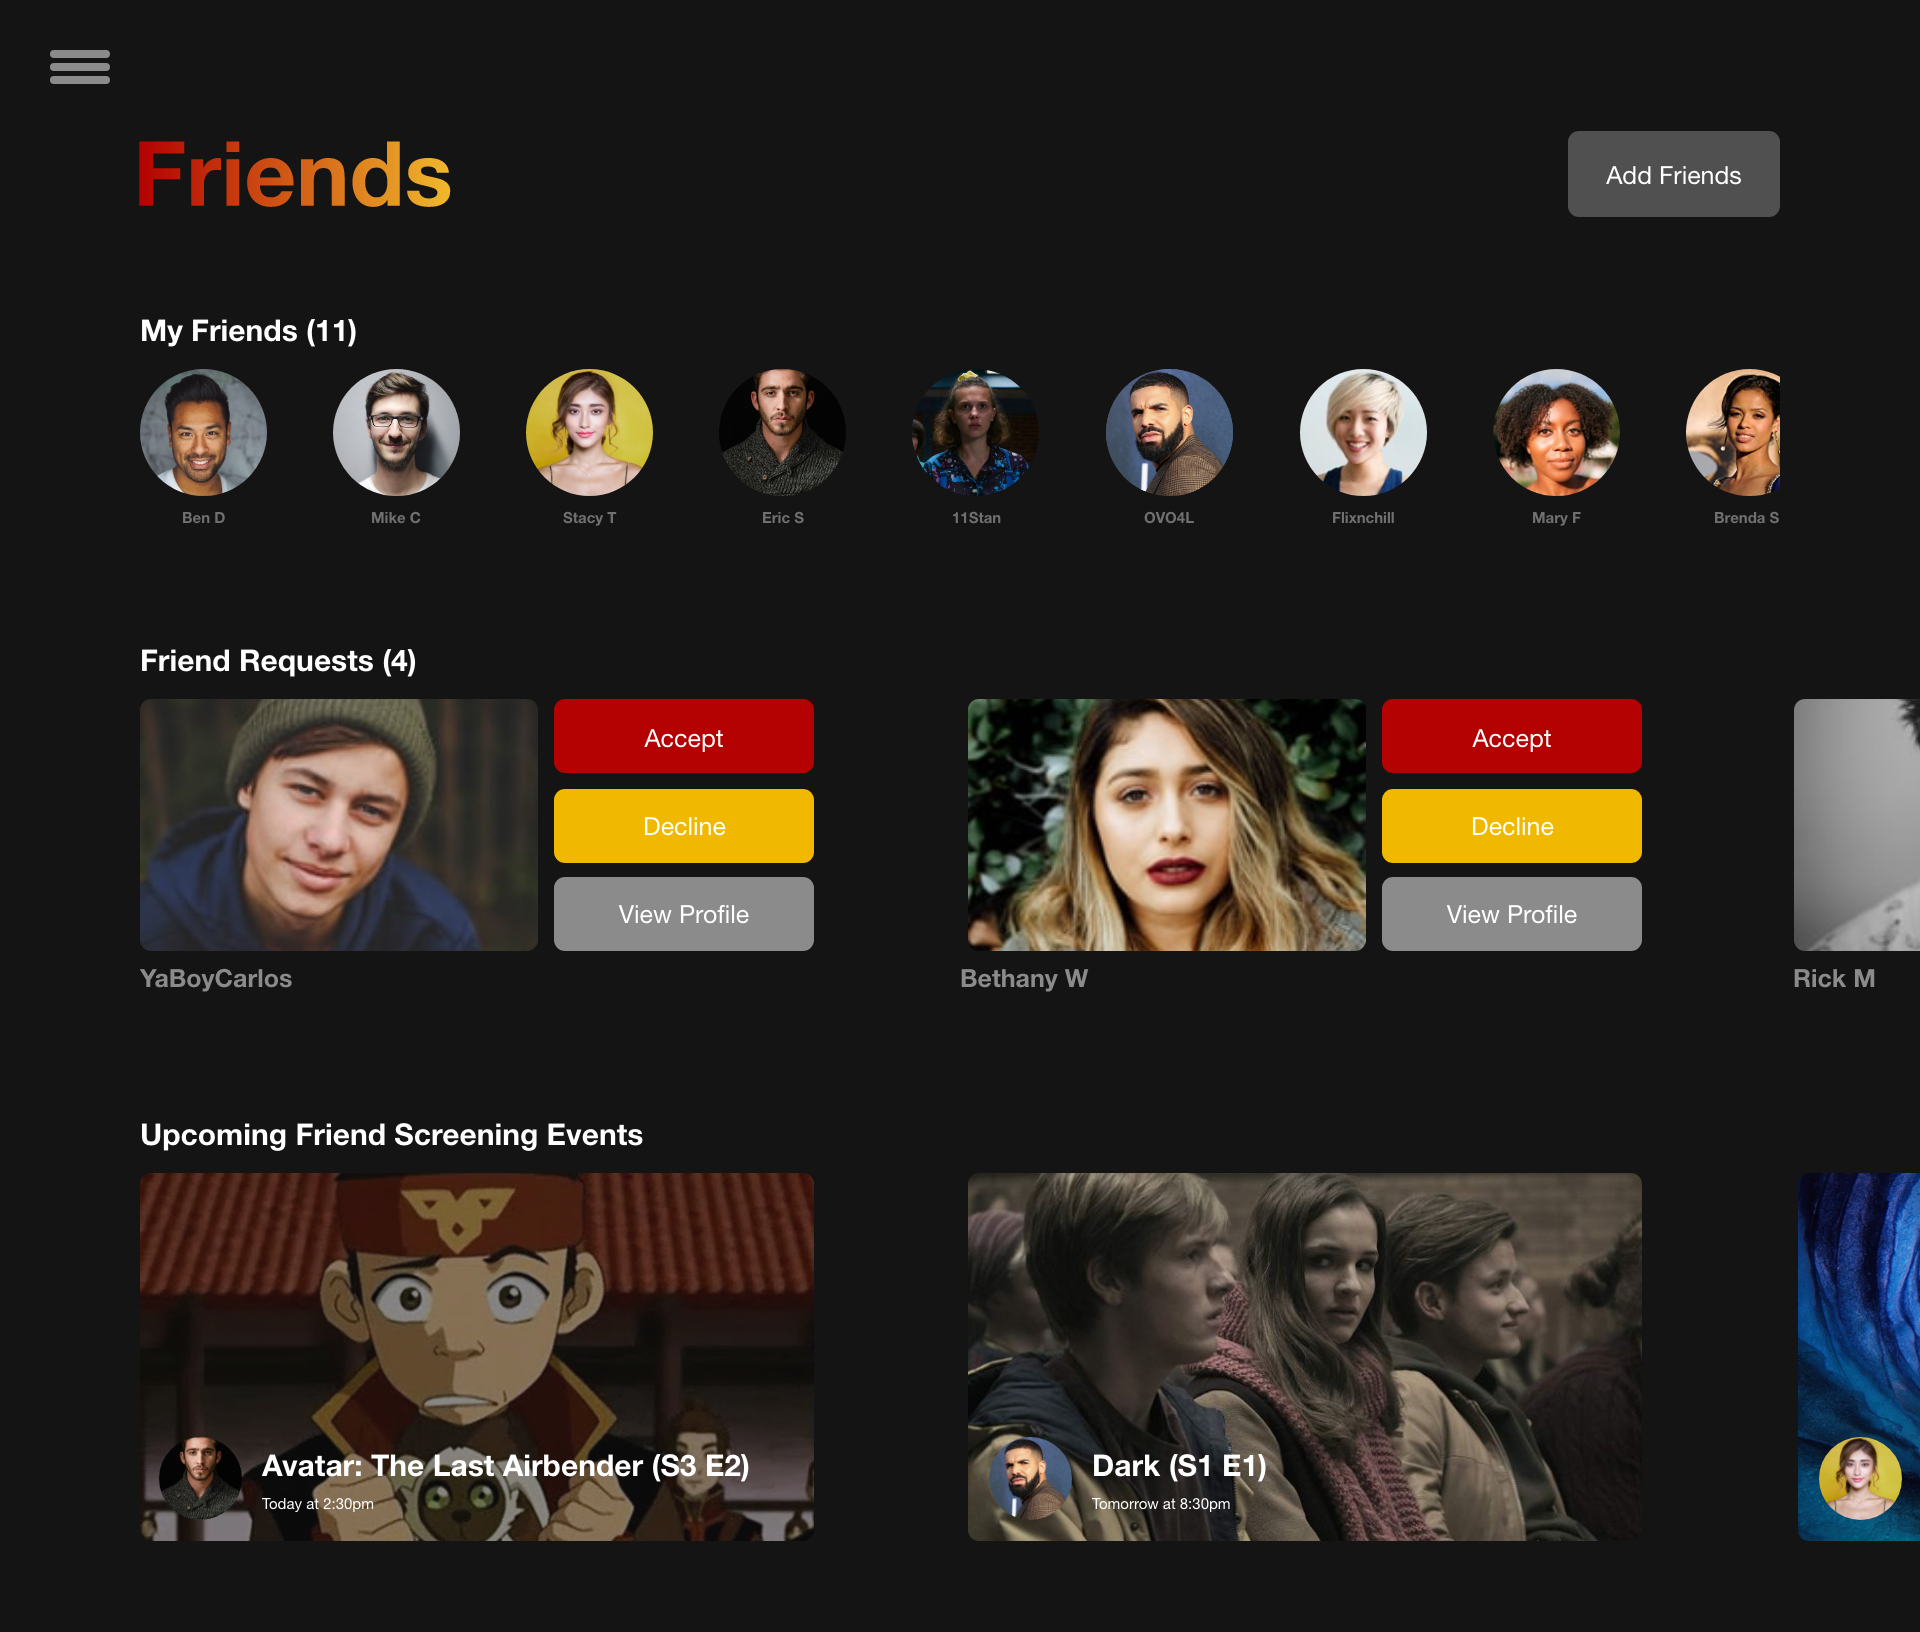 Friends
Add Friends
My Friends (11)
Ben D
Mike C
Stacy T
Eric S
11Stan
OVO4L
Flixnchill
Mary F
Brenda S
Friend Requests (4)
Accept
Decline
View Profile
YaBoyCarlos
Accept
Decline
View Profile
Bethany W
Rick M
Upcoming Friend Screening Events
Avatar: The Last Airbender (S3 E2)
Today at 2:30pm
Dark (S1 E1)
Tomorrow at 8:30pm